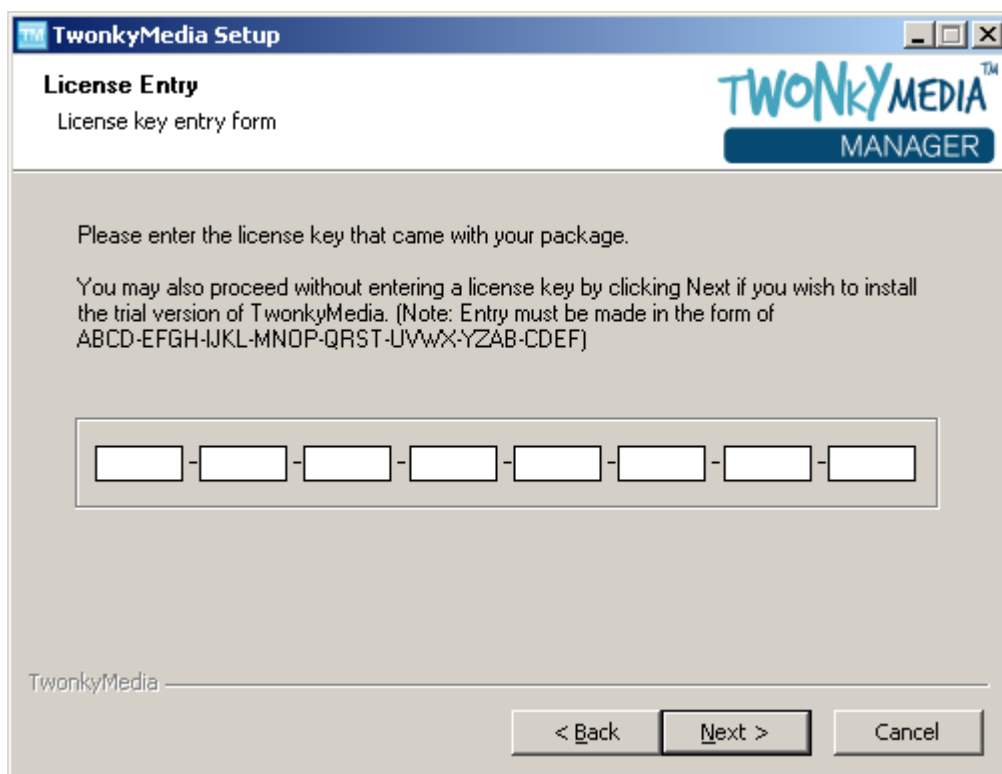 TM TwonkyMedia Setup
License Entry
License key entry form
TWONKY MEDIA™
MANAGER
Please enter the license key that came with your package.
You may also proceed without entering a license key by clicking Next if you wish to install
the trial version of TwonkyMedia. (Note: Entry must be made in the form of
ABCD-EFGH-IJKL-MNOP-QRST-UVWX-YZAB-CDEF)
- - - - - - -
TwonkyMedia
< Back Next > Cancel